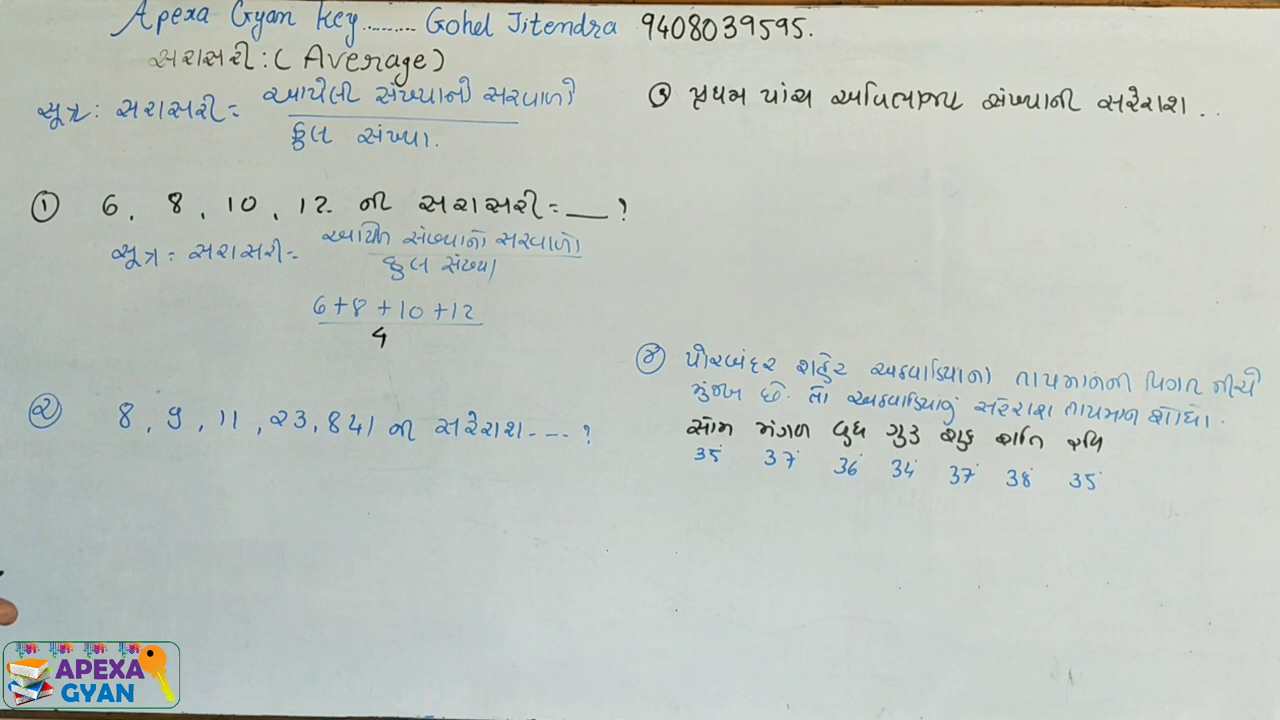 Apexa Gyan Key......... Gohel Jitendra 9408039595.
સરાસરી:( Average)
સૂત્ર: સરાસરી= આપેલી સંખ્યાનો સરવાળો
કુલ સંખ્યા.
① 6, 8, 10, 12 ની સરાસરી=__?
સૂત્ર= સરાસરી= આપેલ સંખ્યાનો સરવાળો
કુલ સંખ્યા
6+8+10+12
4
② 8, 9, 11, 23, 841 ની સરેરાશ---?
③ પ્રથમ પાંચ અવિભાજ્ય સંખ્યાની સરેરાશ..
④ પોરબંદર શહેર અઠવાડિયાના તાપમાનની વિગત નીચે
મુજબ છે. તો અઠવાડિયાનું સરેરાશ તાપમાન શોધો.
સોમ મંગળ બુધ ગુરુ શુક્ર શનિ રવિ
35° 37° 36° 34° 37° 38° 35°
APEXA
GYAN